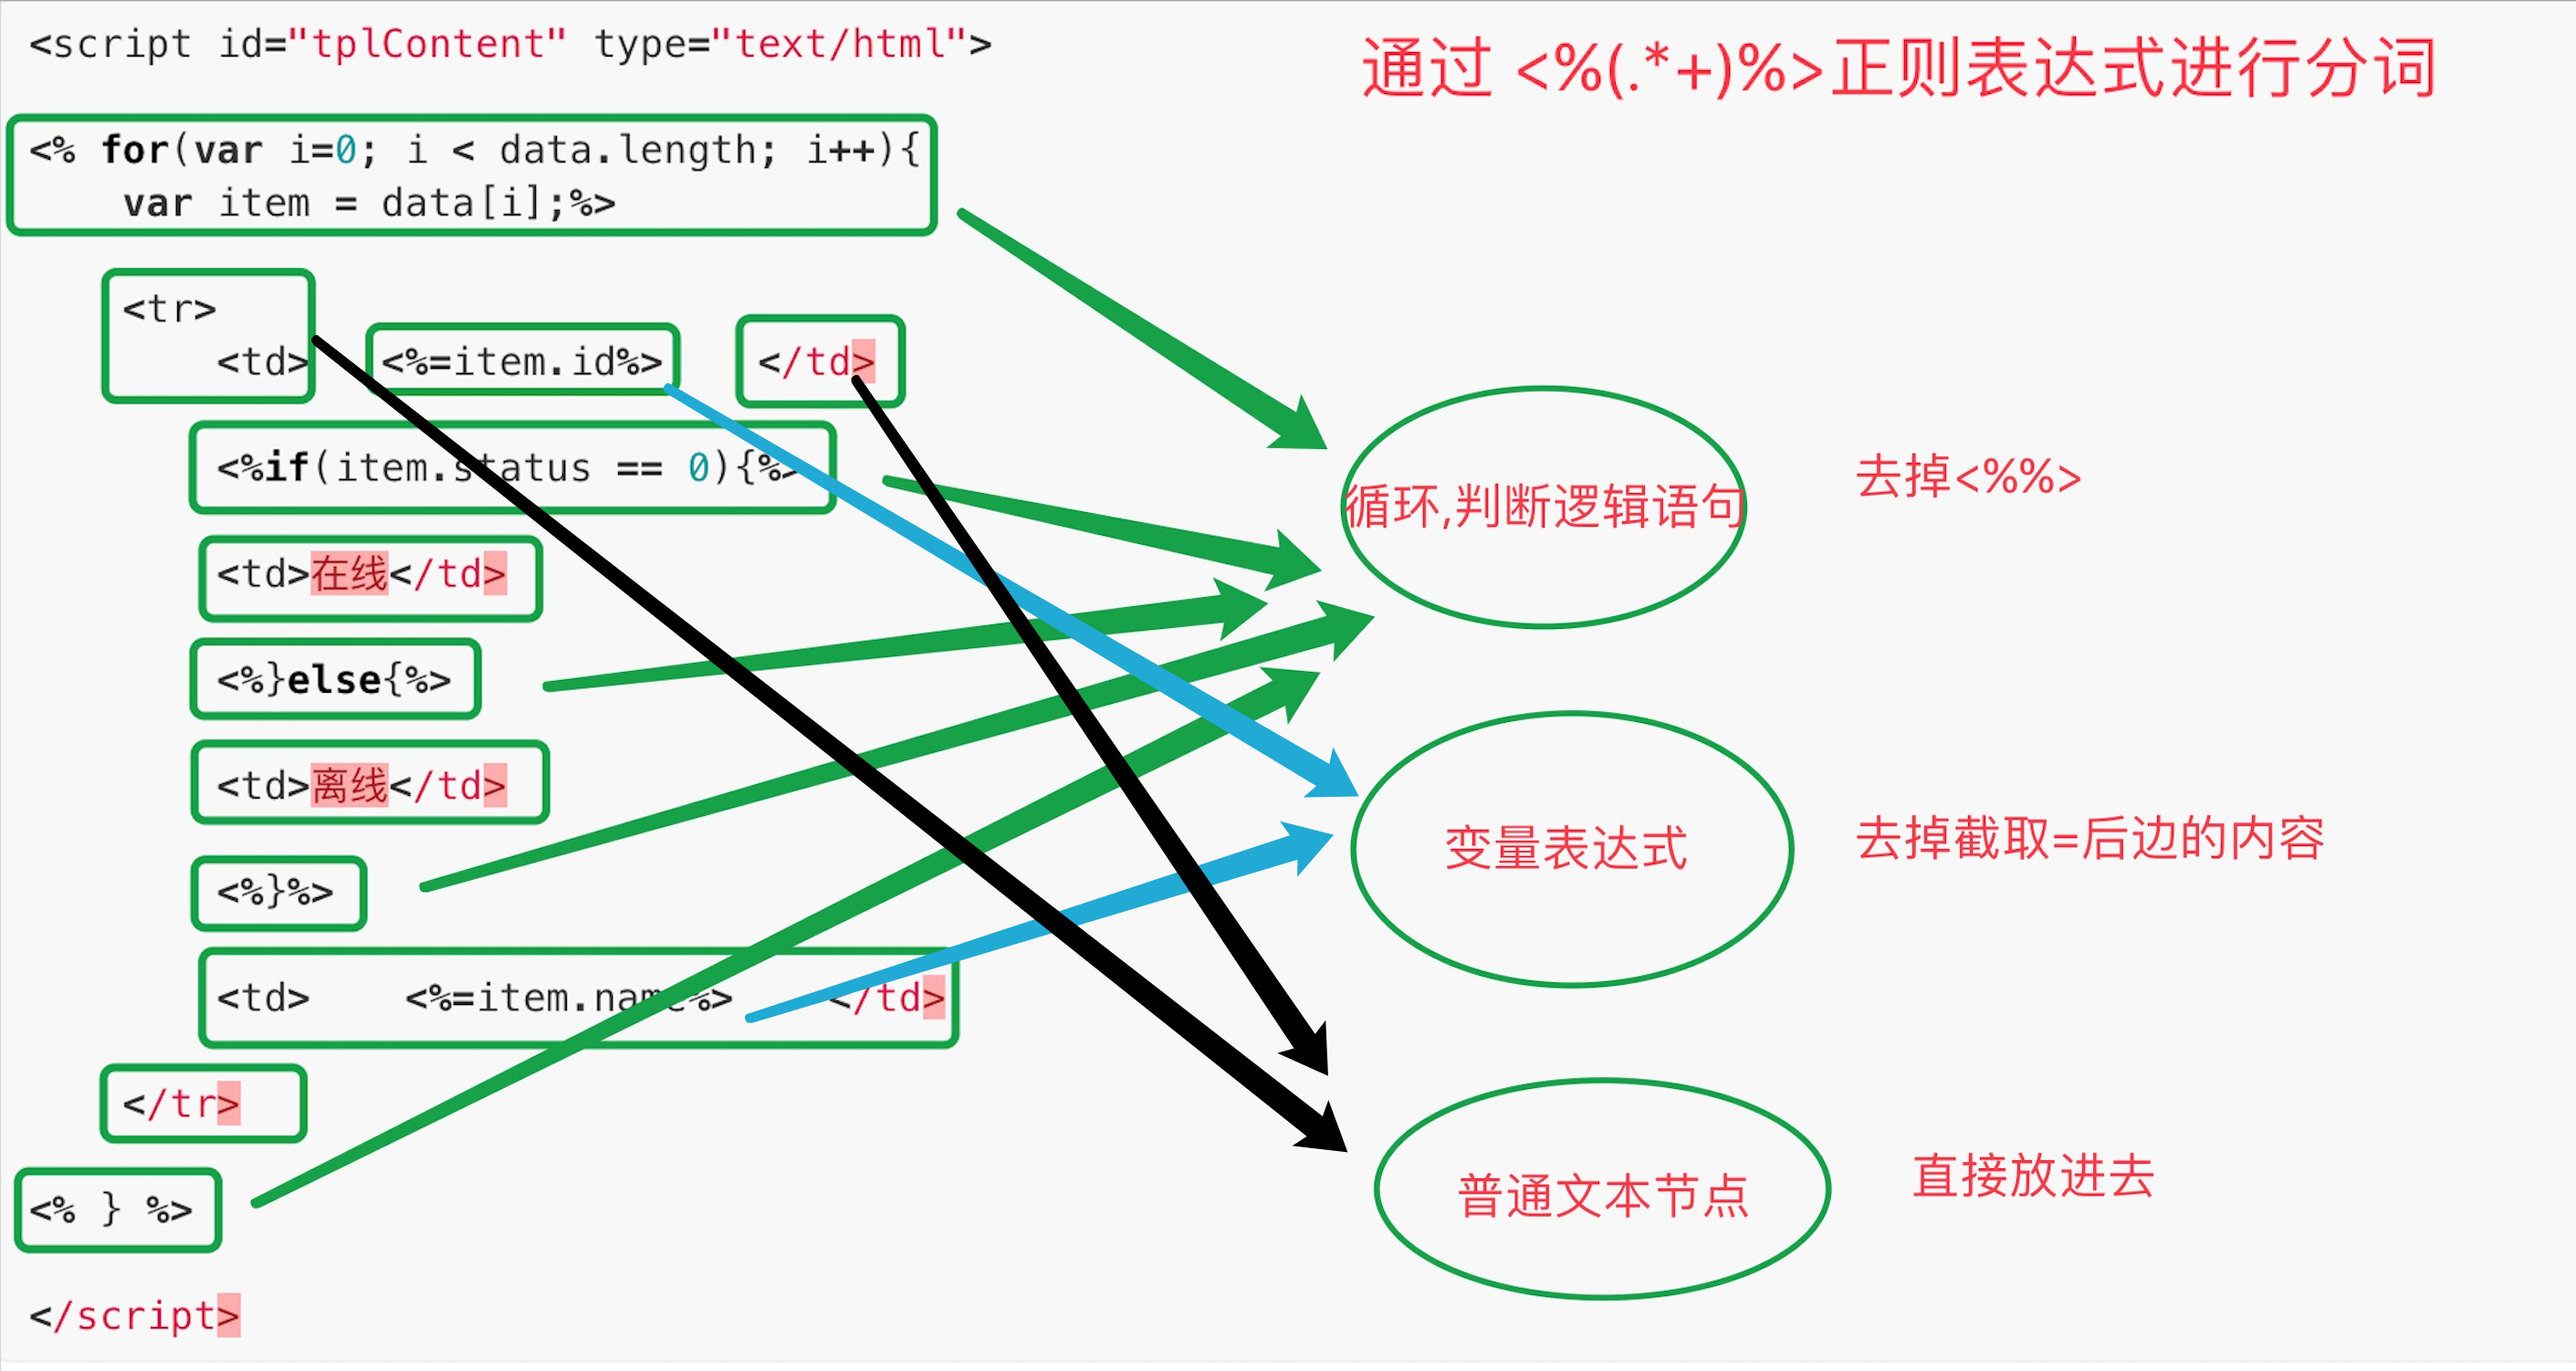 <script id="tplContent" type="text/html">
通过 <%(.*+)%>正则表达式进行分词
<% for(var i=0; i < data.length; i++){
var item = data[i];%>
<tr>
<td> <%=item.id%> </td>
<%if(item.status == 0){%>
循环,判断逻辑语句
去掉<%%>
<td>在线</td>
<%}else{%>
<td>离线</td>
变量表达式
去掉截取=后边的内容
<%}%>
<td> <%=item.name%> </td>
</tr>
普通文本节点
直接放进去
<% } %>
</script>